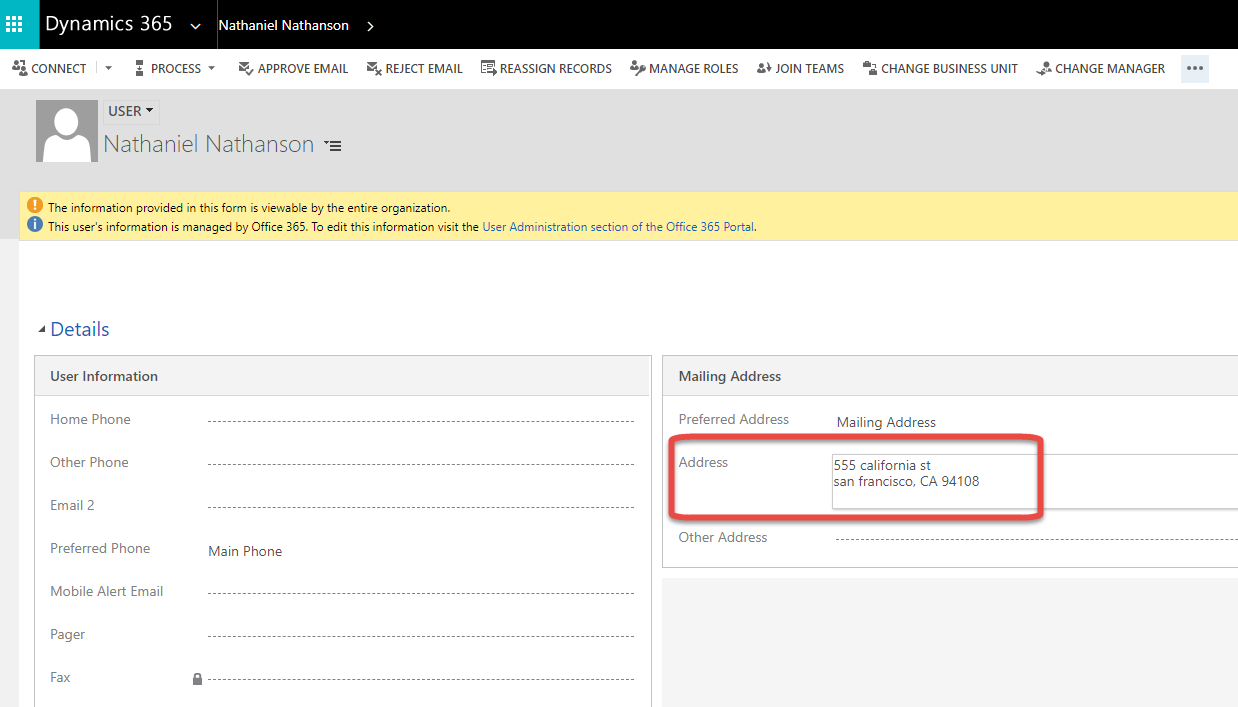 Dynamics 365 Nathaniel Nathanson
CONNECT PROCESS APPROVE EMAIL REJECT EMAIL REASSIGN RECORDS MANAGE ROLES JOIN TEAMS CHANGE BUSINESS UNIT CHANGE MANAGER
USER
Nathaniel Nathanson
The information provided in this form is viewable by the entire organization.
This user's information is managed by Office 365. To edit this information visit the User Administration section of the Office 365 Portal.
Details
User Information
Home Phone
Other Phone
Email 2
Preferred Phone Main Phone
Mobile Alert Email
Pager
Fax
Mailing Address
Preferred Address Mailing Address
Address 555 california st
san francisco, CA 94108
Other Address